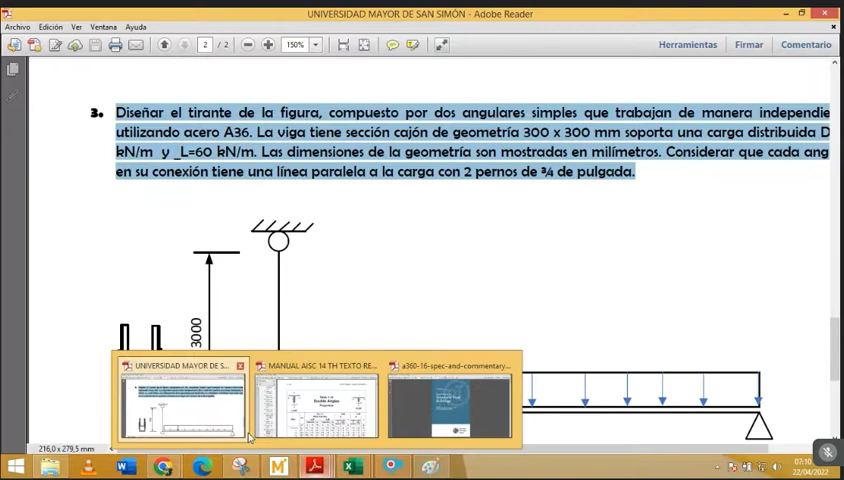 UNIVERSIDAD MAYOR DE SAN SIMÓN - Adobe Reader
Archivo Edición Ver Ventana Ayuda
2 / 2 150% Herramientas Firmar Comentario
3. Diseñar el tirante de la figura, compuesto por dos angulares simples que trabajan de manera independie
utilizando acero A36. La viga tiene sección cajón de geometría 300 x 300 mm soporta una carga distribuida D
kN/m y _L=60 kN/m. Las dimensiones de la geometría son mostradas en milímetros. Considerar que cada ang
en su conexión tiene una línea paralela a la carga con 2 pernos de ¾ de pulgada.
3000
UNIVERSIDAD MAYOR DE S... MANUAL AISC 14 TH TEXTO RE... a360-16-spec-and-commentary...
Double Angles
216,0 x 279,5 mm
07:10
22/04/2022